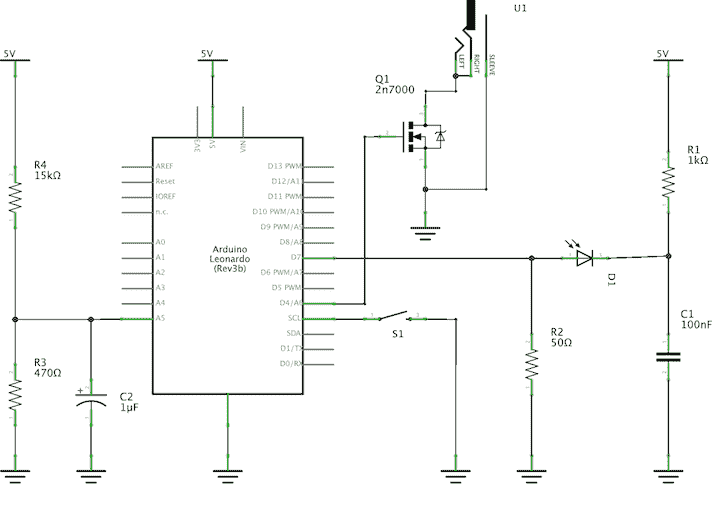 U1
5V
5V
5V
LEFT
RIGHT
SLEEVE
Q1
2n7000
R4
15kΩ
3V3
5V
VIN
R1
1kΩ
AREF
Reset
IOREF
n.c.
A0
A1
A2
A3
A4
A5
Arduino
Leonardo
(Rev3b)
D13 PWM
D12/A1
D11 PWM
D10 PWM/A10
D9 PWM/A
D8/A8
D7
D6 PWM/A7
D5 PWM
D4/A6
SCL
SDA
D1/TX
D0/RX
S1
D1
R2
50Ω
C1
100nF
R3
470Ω
+
C2
1µF